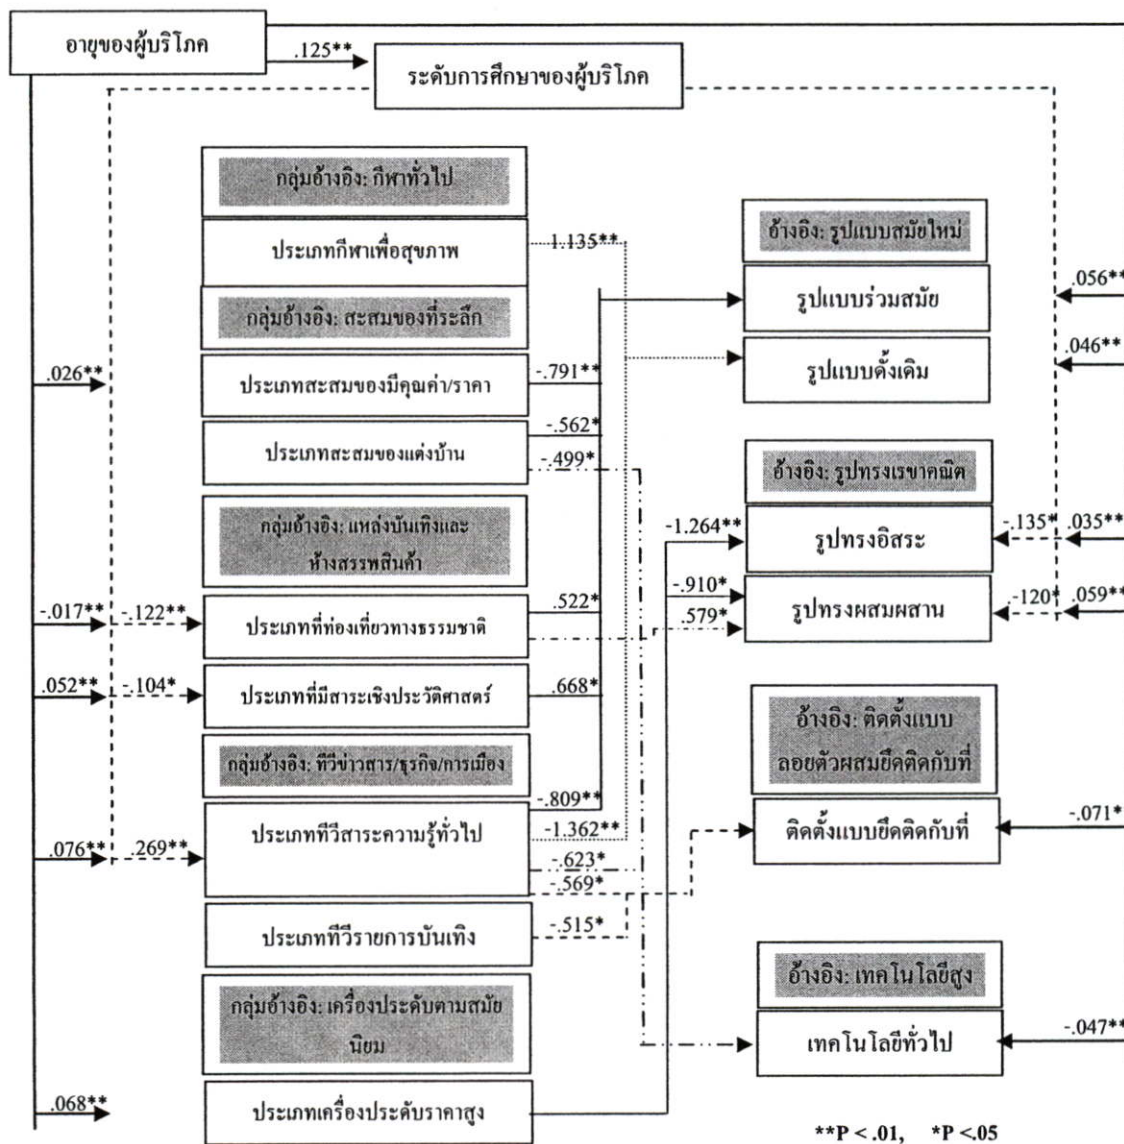 อายุของผู้บริโภค
.125**
ระดับการศึกษาของผู้บริโภค
กลุ่มอ้างอิง: กีฬาทั่วไป
ประเภทกีฬาเพื่อสุขภาพ
1.135**
กลุ่มอ้างอิง: สะสมของที่ระลึก
.026**
ประเภทสะสมของมีคุณค่า/ราคา
-.791**
ประเภทสะสมของแต่งบ้าน
-.562*
-.499*
กลุ่มอ้างอิง: แหล่งบันเทิงและ
ห้างสรรพสินค้า
-.017**
-.122**
ประเภทที่ท่องเที่ยวทางธรรมชาติ
.522*
.579*
.052**
-.104*
ประเภทที่มีสาระเชิงประวัติศาสตร์
.668*
กลุ่มอ้างอิง: ทีวีข่าวสาร/ธุรกิจ/การเมือง
.076**
.269**
ประเภททีวีสาระความรู้ทั่วไป
-.809**
-1.362**
-.623*
-.569*
ประเภททีวีรายการบันเทิง
-.515*
กลุ่มอ้างอิง: เครื่องประดับตามสมัย
นิยม
.068**
ประเภทเครื่องประดับราคาสูง
อ้างอิง: รูปแบบสมัยใหม่
รูปแบบร่วมสมัย
.056**
รูปแบบดั้งเดิม
.046**
อ้างอิง: รูปทรงเรขาคณิต
-1.264**
รูปทรงอิสระ
-.135*
.035**
-.910*
รูปทรงผสมผสาน
-.120*
.059**
อ้างอิง: ติดตั้งแบบ
ลอยตัวผสมยึดติดกับที่
ติดตั้งแบบยึดติดกับที่
-.071*
อ้างอิง: เทคโนโลยีสูง
เทคโนโลยีทั่วไป
-.047**
**P < .01, *P <.05